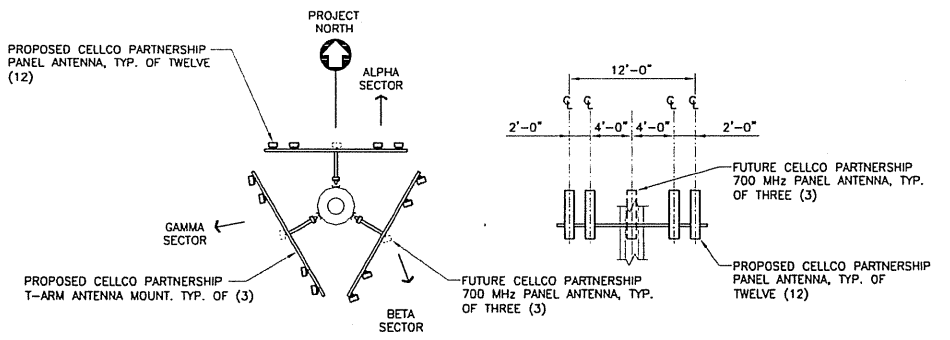 PROJECT
NORTH
PROPOSED CELLCO PARTNERSHIP
PANEL ANTENNA, TYP. OF TWELVE
(12)
ALPHA
SECTOR
GAMMA
SECTOR
PROPOSED CELLCO PARTNERSHIP
T-ARM ANTENNA MOUNT. TYP. OF (3)
BETA
SECTOR
FUTURE CELLCO PARTNERSHIP
700 MHz PANEL ANTENNA, TYP.
OF THREE (3)
12'-0"
℄ ℄ ℄ ℄
2'-0" 4'-0" 4'-0" 2'-0"
FUTURE CELLCO PARTNERSHIP
700 MHz PANEL ANTENNA, TYP.
OF THREE (3)
PROPOSED CELLCO PARTNERSHIP
PANEL ANTENNA, TYP. OF
TWELVE (12)